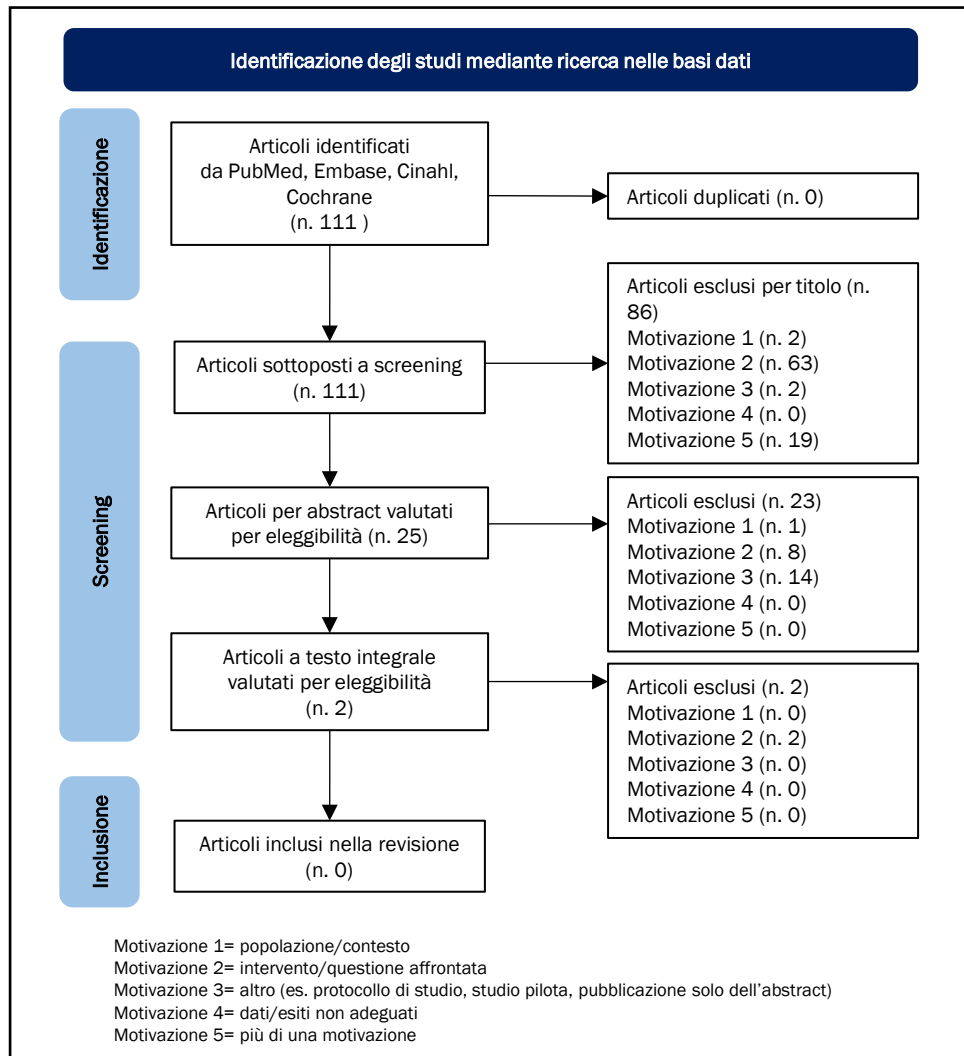 Identificazione degli studi mediante ricerca nelle basi dati
Identificazione
Articoli identificati
da PubMed, Embase, Cinahl,
Cochrane
(n. 111 )
Articoli duplicati (n. 0)
Articoli esclusi per titolo (n.
86)
Motivazione 1 (n. 2)
Motivazione 2 (n. 63)
Motivazione 3 (n. 2)
Motivazione 4 (n. 0)
Motivazione 5 (n. 19)
Screening
Articoli sottoposti a screening
(n. 111)
Articoli per abstract valutati
per eleggibilità (n. 25)
Articoli esclusi (n. 23)
Motivazione 1 (n. 1)
Motivazione 2 (n. 8)
Motivazione 3 (n. 14)
Motivazione 4 (n. 0)
Motivazione 5 (n. 0)
Articoli a testo integrale
valutati per eleggibilità
(n. 2)
Articoli esclusi (n. 2)
Motivazione 1 (n. 0)
Motivazione 2 (n. 2)
Motivazione 3 (n. 0)
Motivazione 4 (n. 0)
Motivazione 5 (n. 0)
Inclusione
Articoli inclusi nella revisione
(n. 0)
Motivazione 1= popolazione/contesto
Motivazione 2= intervento/questione affrontata
Motivazione 3= altro (es. protocollo di studio, studio pilota, pubblicazione solo dell’abstract)
Motivazione 4= dati/esiti non adeguati
Motivazione 5= più di una motivazione